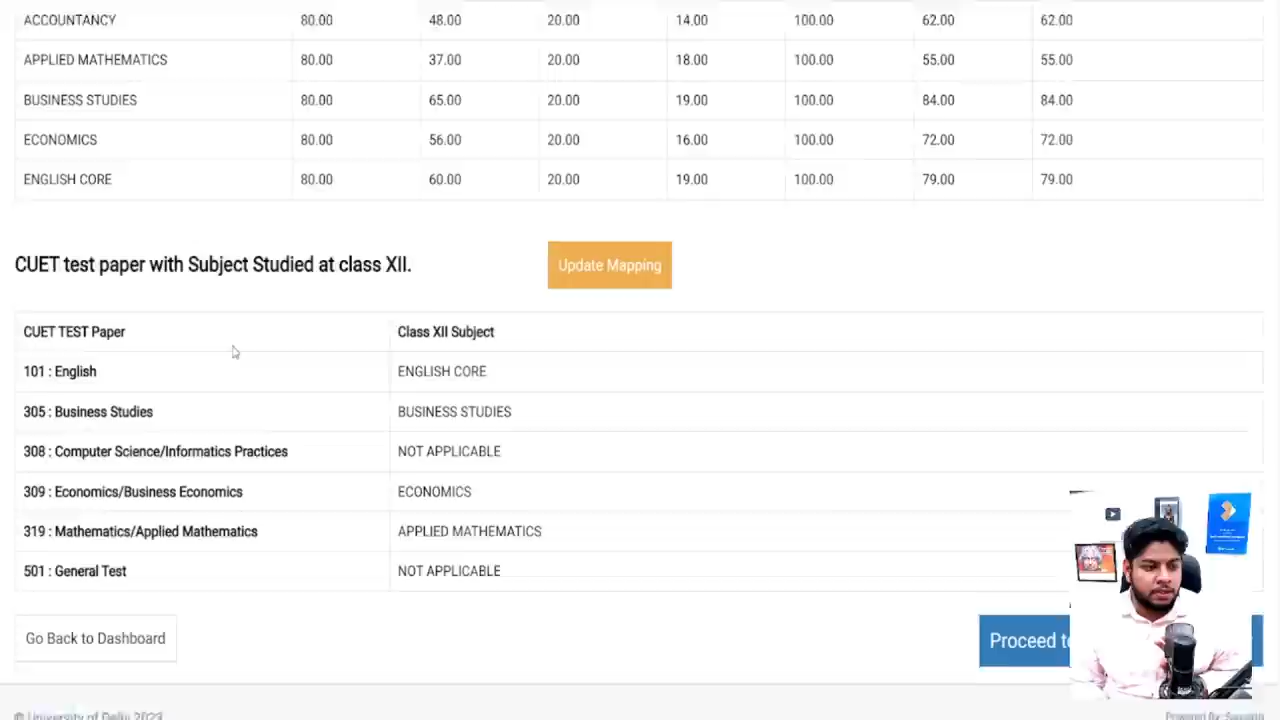 ACCOUNTANCY 80.00 48.00 20.00 14.00 100.00 62.00 62.00
APPLIED MATHEMATICS 80.00 37.00 20.00 18.00 100.00 55.00 55.00
BUSINESS STUDIES 80.00 65.00 20.00 19.00 100.00 84.00 84.00
ECONOMICS 80.00 56.00 20.00 16.00 100.00 72.00 72.00
ENGLISH CORE 80.00 60.00 20.00 19.00 100.00 79.00 79.00
CUET test paper with Subject Studied at class XII. Update Mapping
CUET TEST Paper Class XII Subject
101 : English ENGLISH CORE
305 : Business Studies BUSINESS STUDIES
308 : Computer Science/Informatics Practices NOT APPLICABLE
309 : Economics/Business Economics ECONOMICS
319 : Mathematics/Applied Mathematics APPLIED MATHEMATICS
501 : General Test NOT APPLICABLE
Go Back to Dashboard Proceed
© University of Delhi 2023